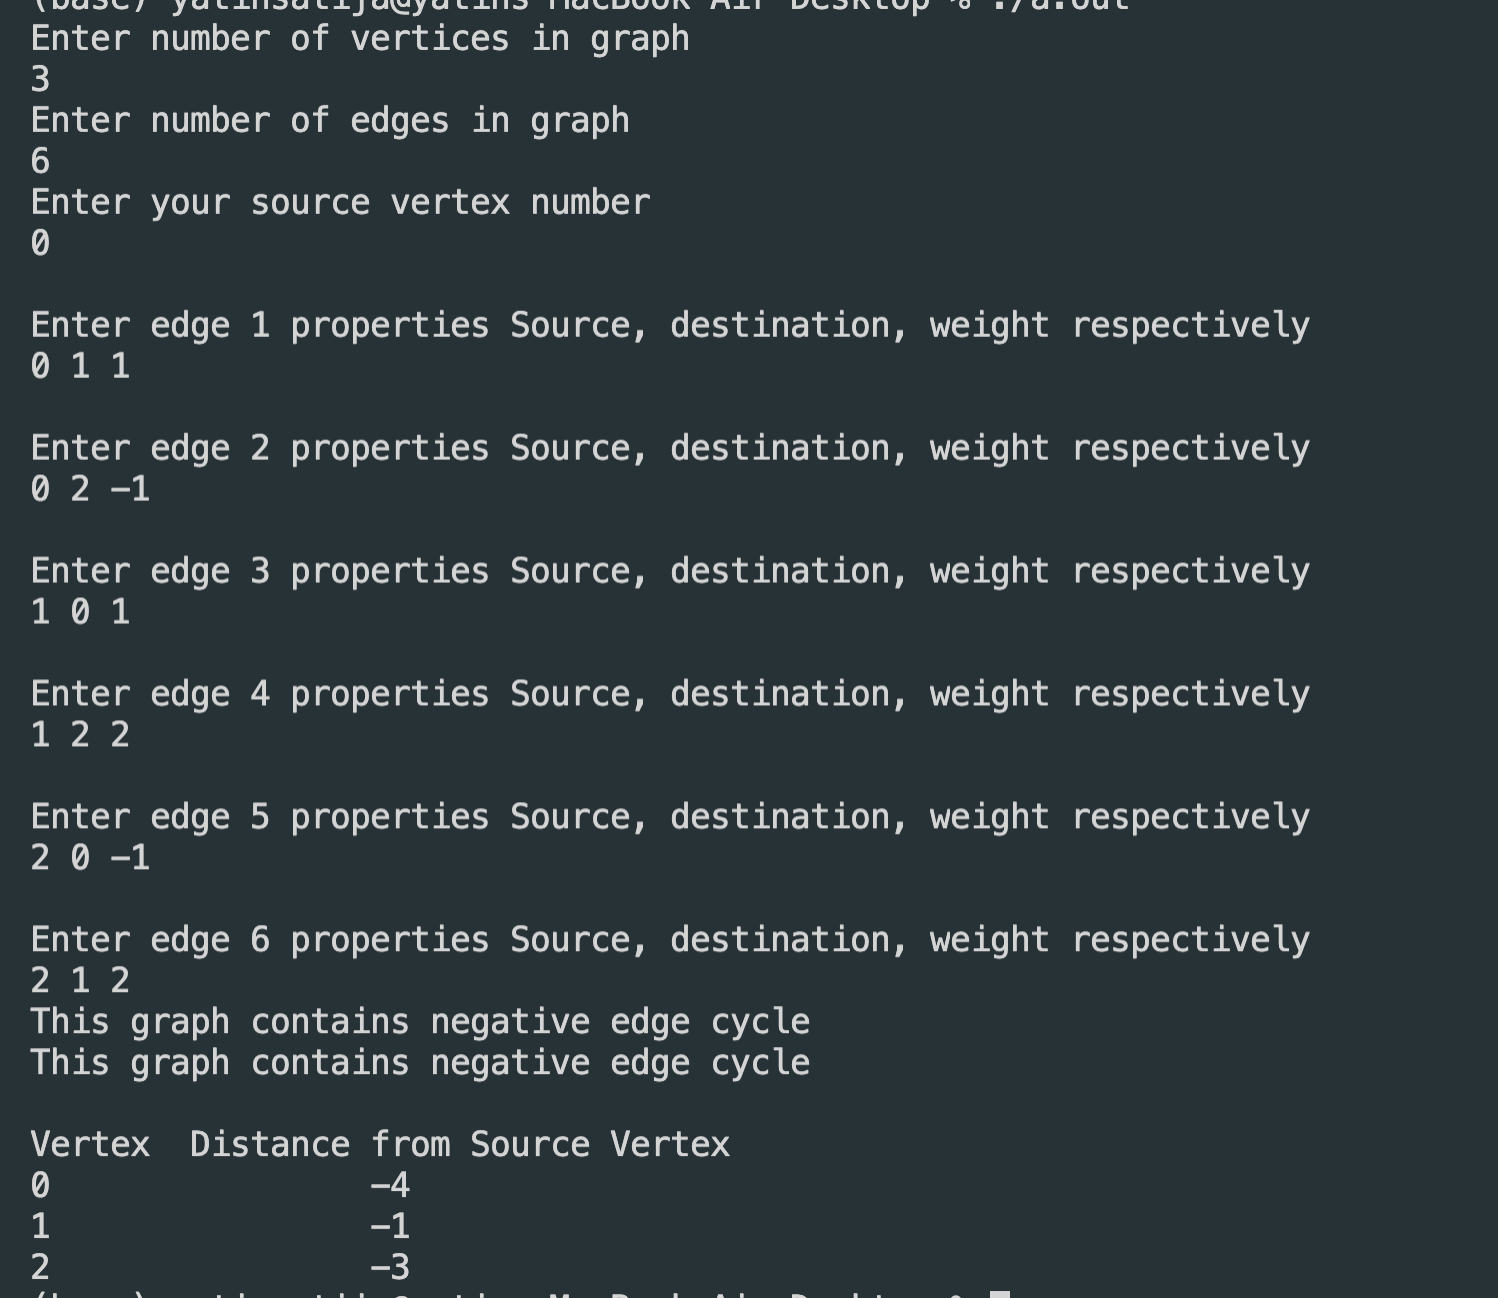 (base) yatinsatija@yatins MacBook Air Desktop % ./a.out
Enter number of vertices in graph
3
Enter number of edges in graph
6
Enter your source vertex number
0
Enter edge 1 properties Source, destination, weight respectively
0 1 1
Enter edge 2 properties Source, destination, weight respectively
0 2 -1
Enter edge 3 properties Source, destination, weight respectively
1 0 1
Enter edge 4 properties Source, destination, weight respectively
1 2 2
Enter edge 5 properties Source, destination, weight respectively
2 0 -1
Enter edge 6 properties Source, destination, weight respectively
2 1 2
This graph contains negative edge cycle
This graph contains negative edge cycle
Vertex Distance from Source Vertex
0 -4
1 -1
2 -3